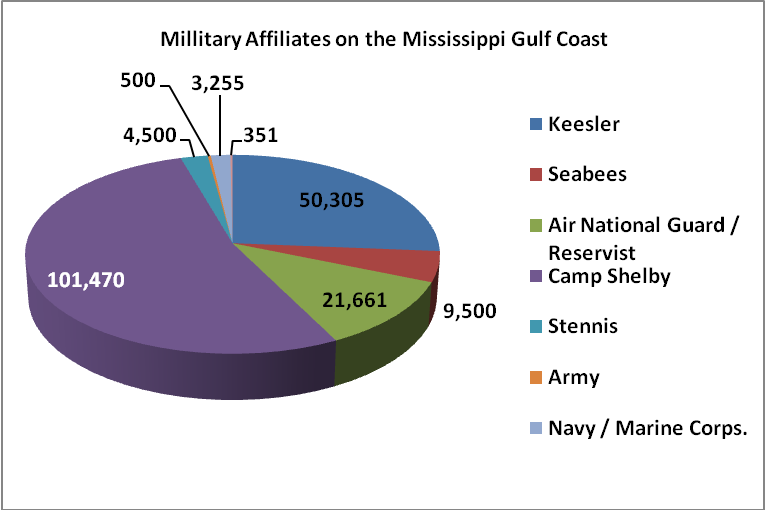 Millitary Affiliates on the Mississippi Gulf Coast
500
3,255
4,500
351
50,305
101,470
21,661
9,500
Keesler
Seabees
Air National Guard /
Reservist
Camp Shelby
Stennis
Army
Navy / Marine Corps.